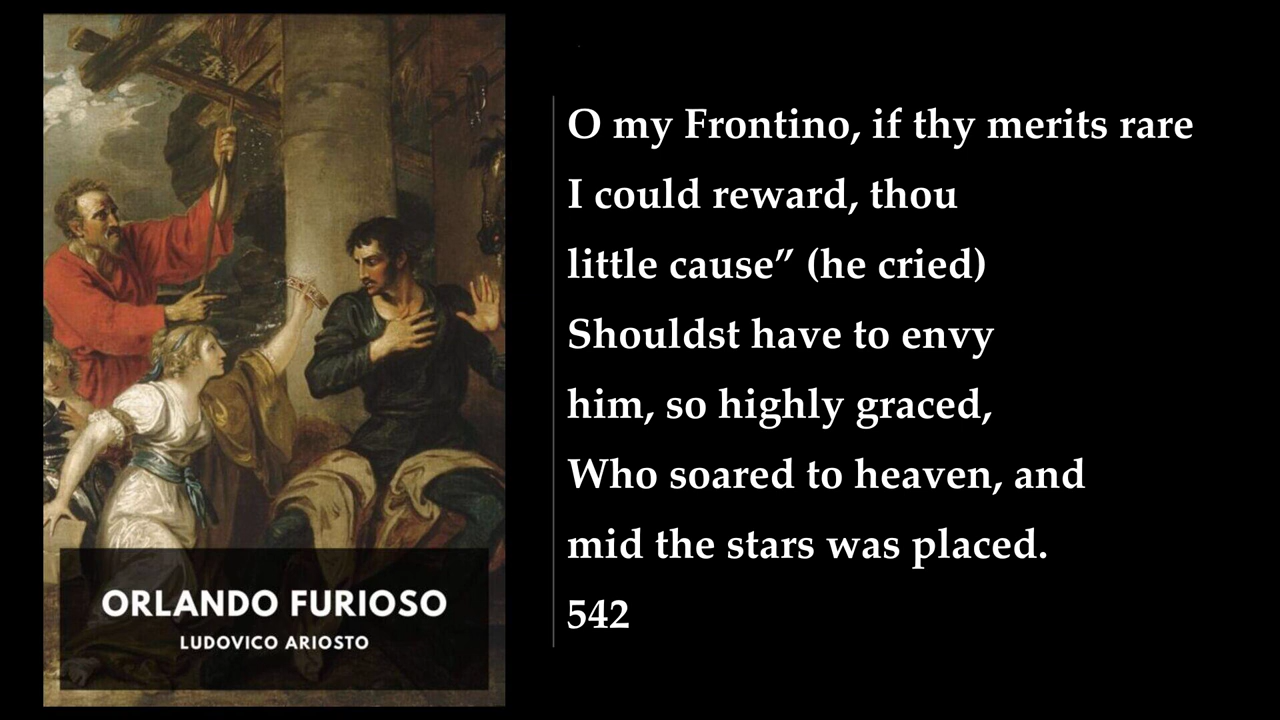 ORLANDO FURIOSO
LUDOVICO ARIOSTO
O my Frontino, if thy merits rare
I could reward, thou
little cause” (he cried)
Shouldst have to envy
him, so highly graced,
Who soared to heaven, and
mid the stars was placed.
542